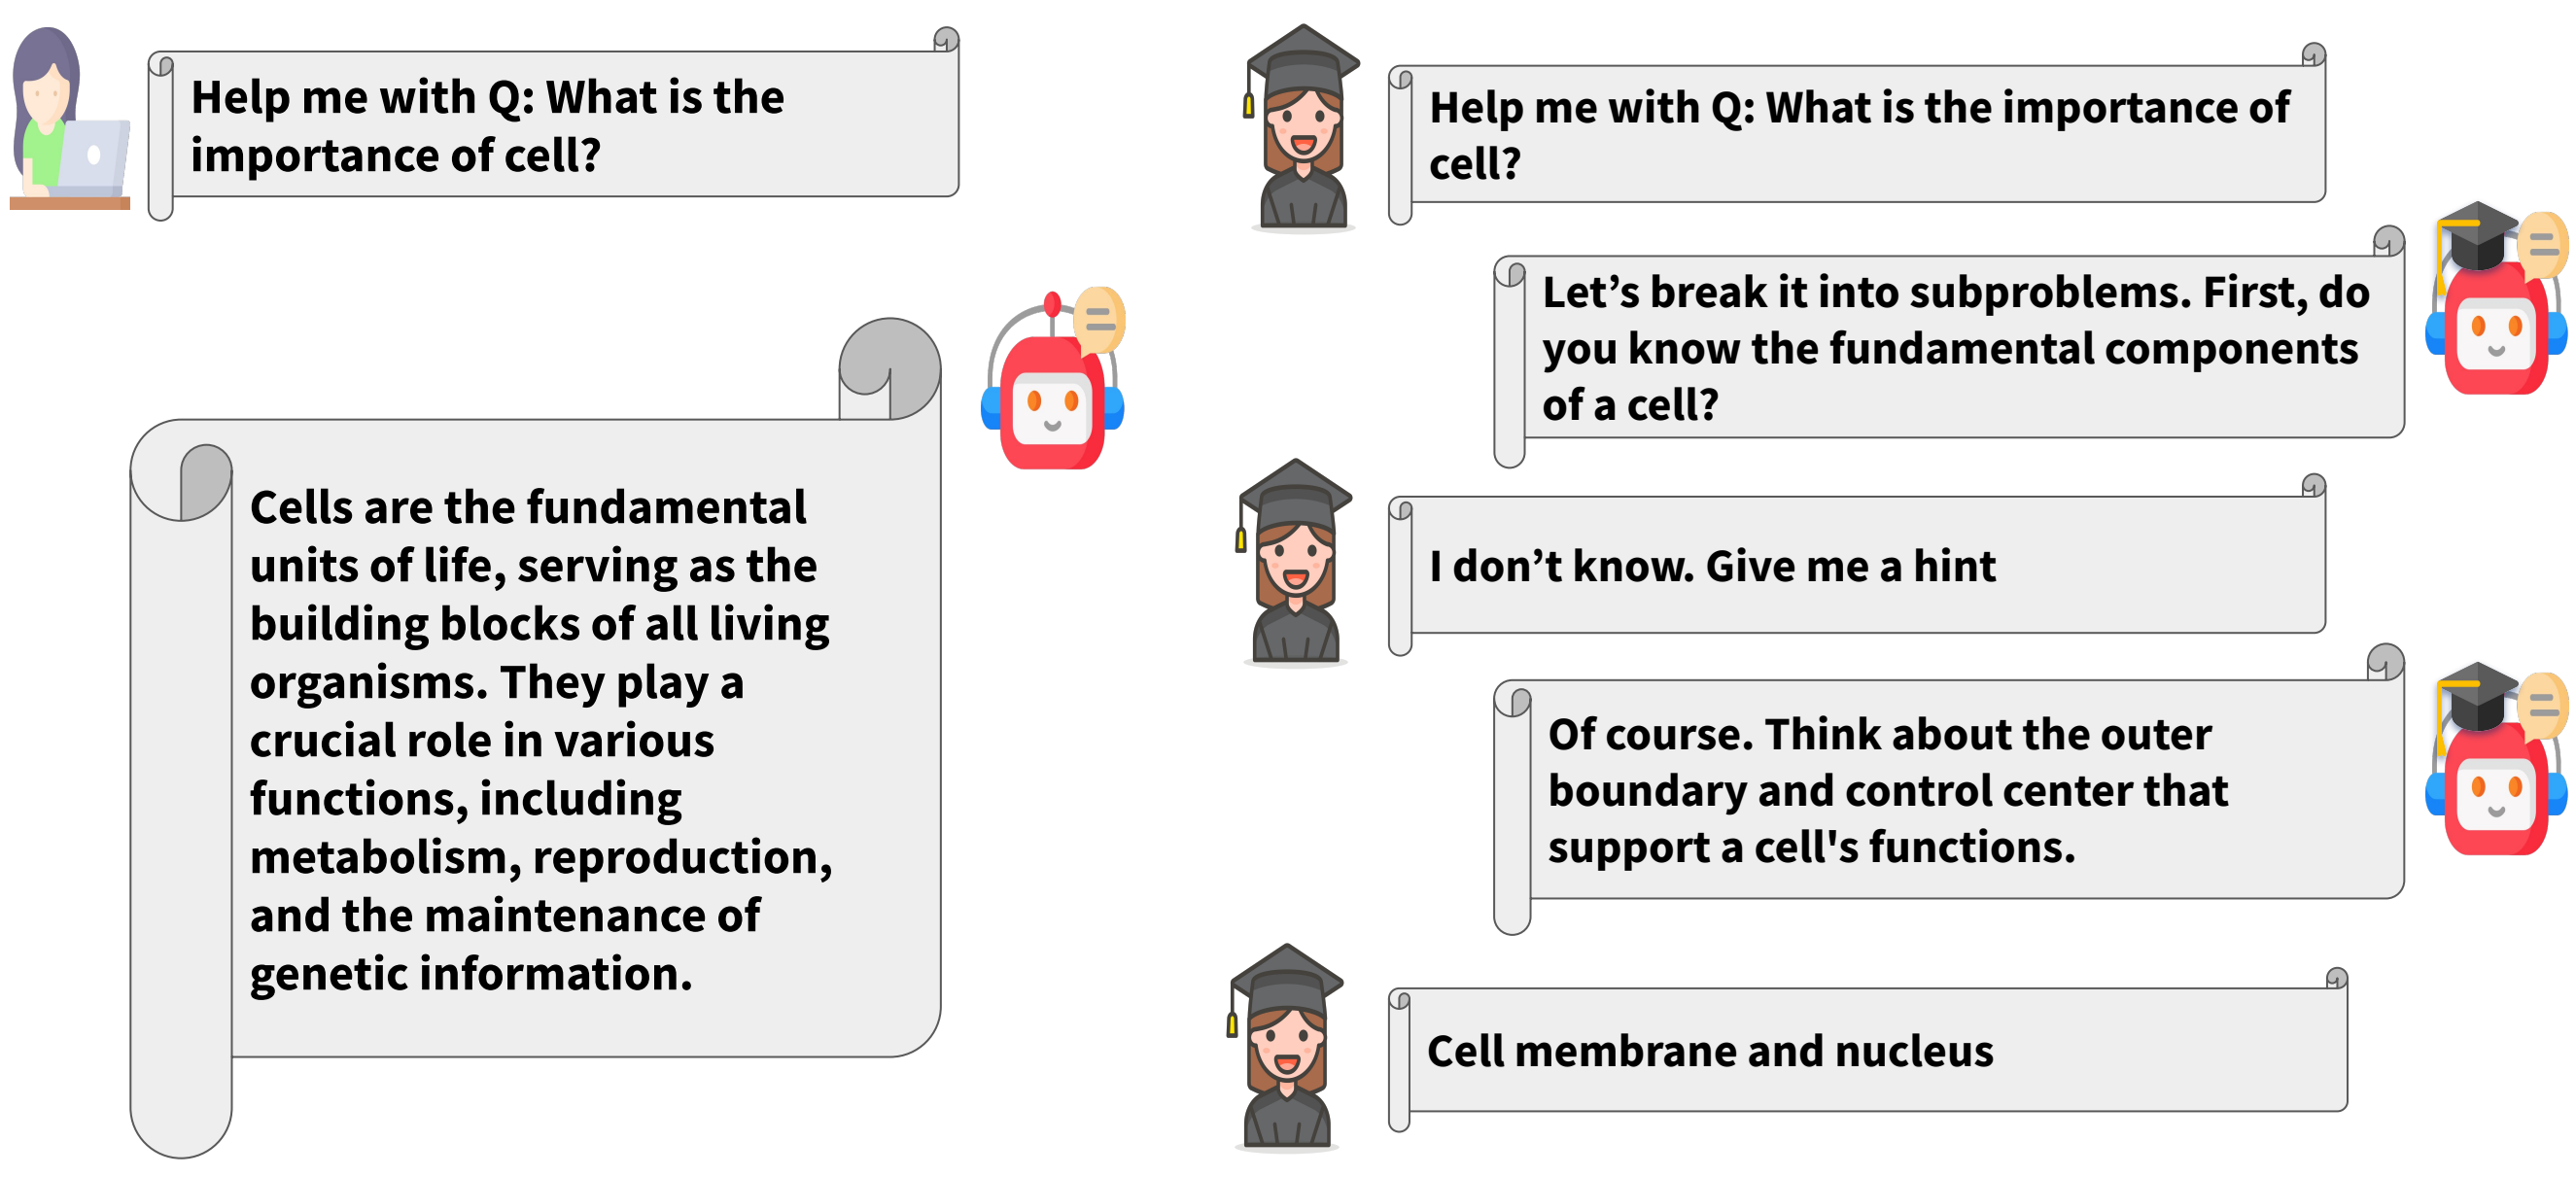 Help me with Q: What is the
importance of cell?
Cells are the fundamental
units of life, serving as the
building blocks of all living
organisms. They play a
crucial role in various
functions, including
metabolism, reproduction,
and the maintenance of
genetic information.
Help me with Q: What is the importance of
cell?
Let’s break it into subproblems. First, do
you know the fundamental components
of a cell?
I don’t know. Give me a hint
Of course. Think about the outer
boundary and control center that
support a cell's functions.
Cell membrane and nucleus